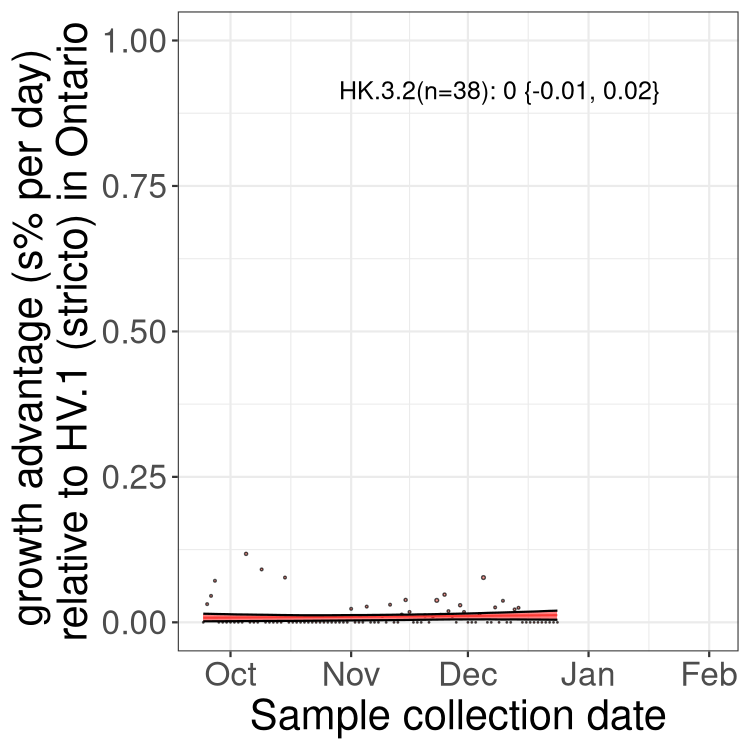 growth advantage (s% per day)
relative to HV.1 (stricto) in Ontario
1.00
0.75
0.50
0.25
0.00
HK.3.2(n=38): 0 {-0.01, 0.02}
Oct Nov Dec Jan Feb
Sample collection date